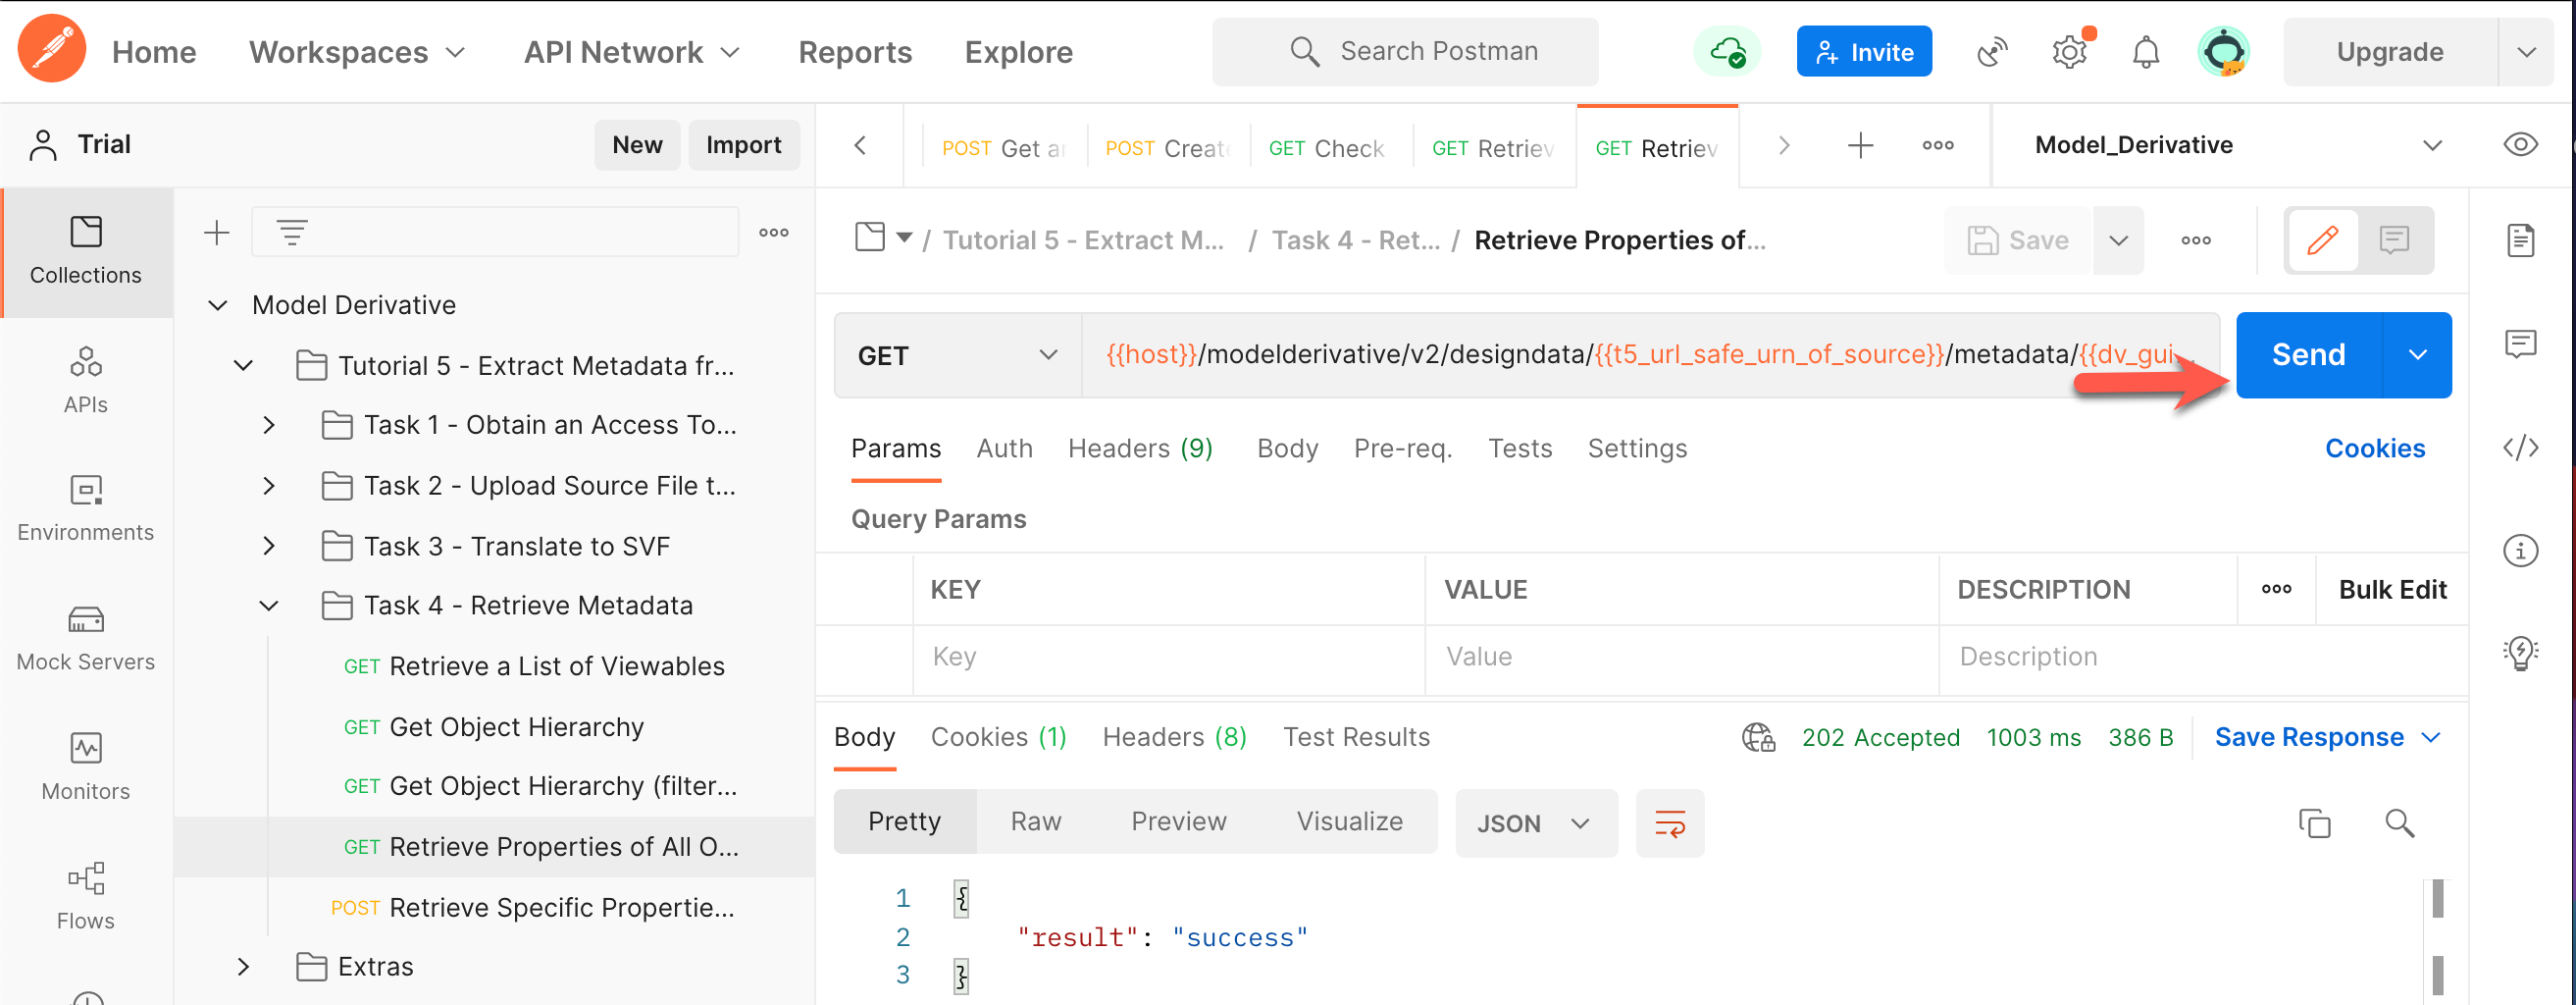 Home Workspaces API Network Reports Explore Search Postman Invite Upgrade
Trial New Import
POST Get an POST Create GET Check GET Retriev GET Retriev Model_Derivative
Collections
APIs
Environments
Mock Servers
Monitors
Flows
Model Derivative
Tutorial 5 - Extract Metadata fr...
Task 1 - Obtain an Access To...
Task 2 - Upload Source File t...
Task 3 - Translate to SVF
Task 4 - Retrieve Metadata
GET Retrieve a List of Viewables
GET Get Object Hierarchy
GET Get Object Hierarchy (filter...
GET Retrieve Properties of All O...
POST Retrieve Specific Propertie...
Extras
/ Tutorial 5 - Extract M... / Task 4 - Ret... / Retrieve Properties of... Save
GET {{host}}/modelderivative/v2/designdata/{{t5_url_safe_urn_of_source}}/metadata/{{dv_gui Send
Params Auth Headers (9) Body Pre-req. Tests Settings Cookies
Query Params
KEY VALUE DESCRIPTION Bulk Edit
Key Value Description
Body Cookies (1) Headers (8) Test Results 202 Accepted 1003 ms 386 B Save Response
Pretty Raw Preview Visualize JSON
1 {
2 "result": "success"
3 }